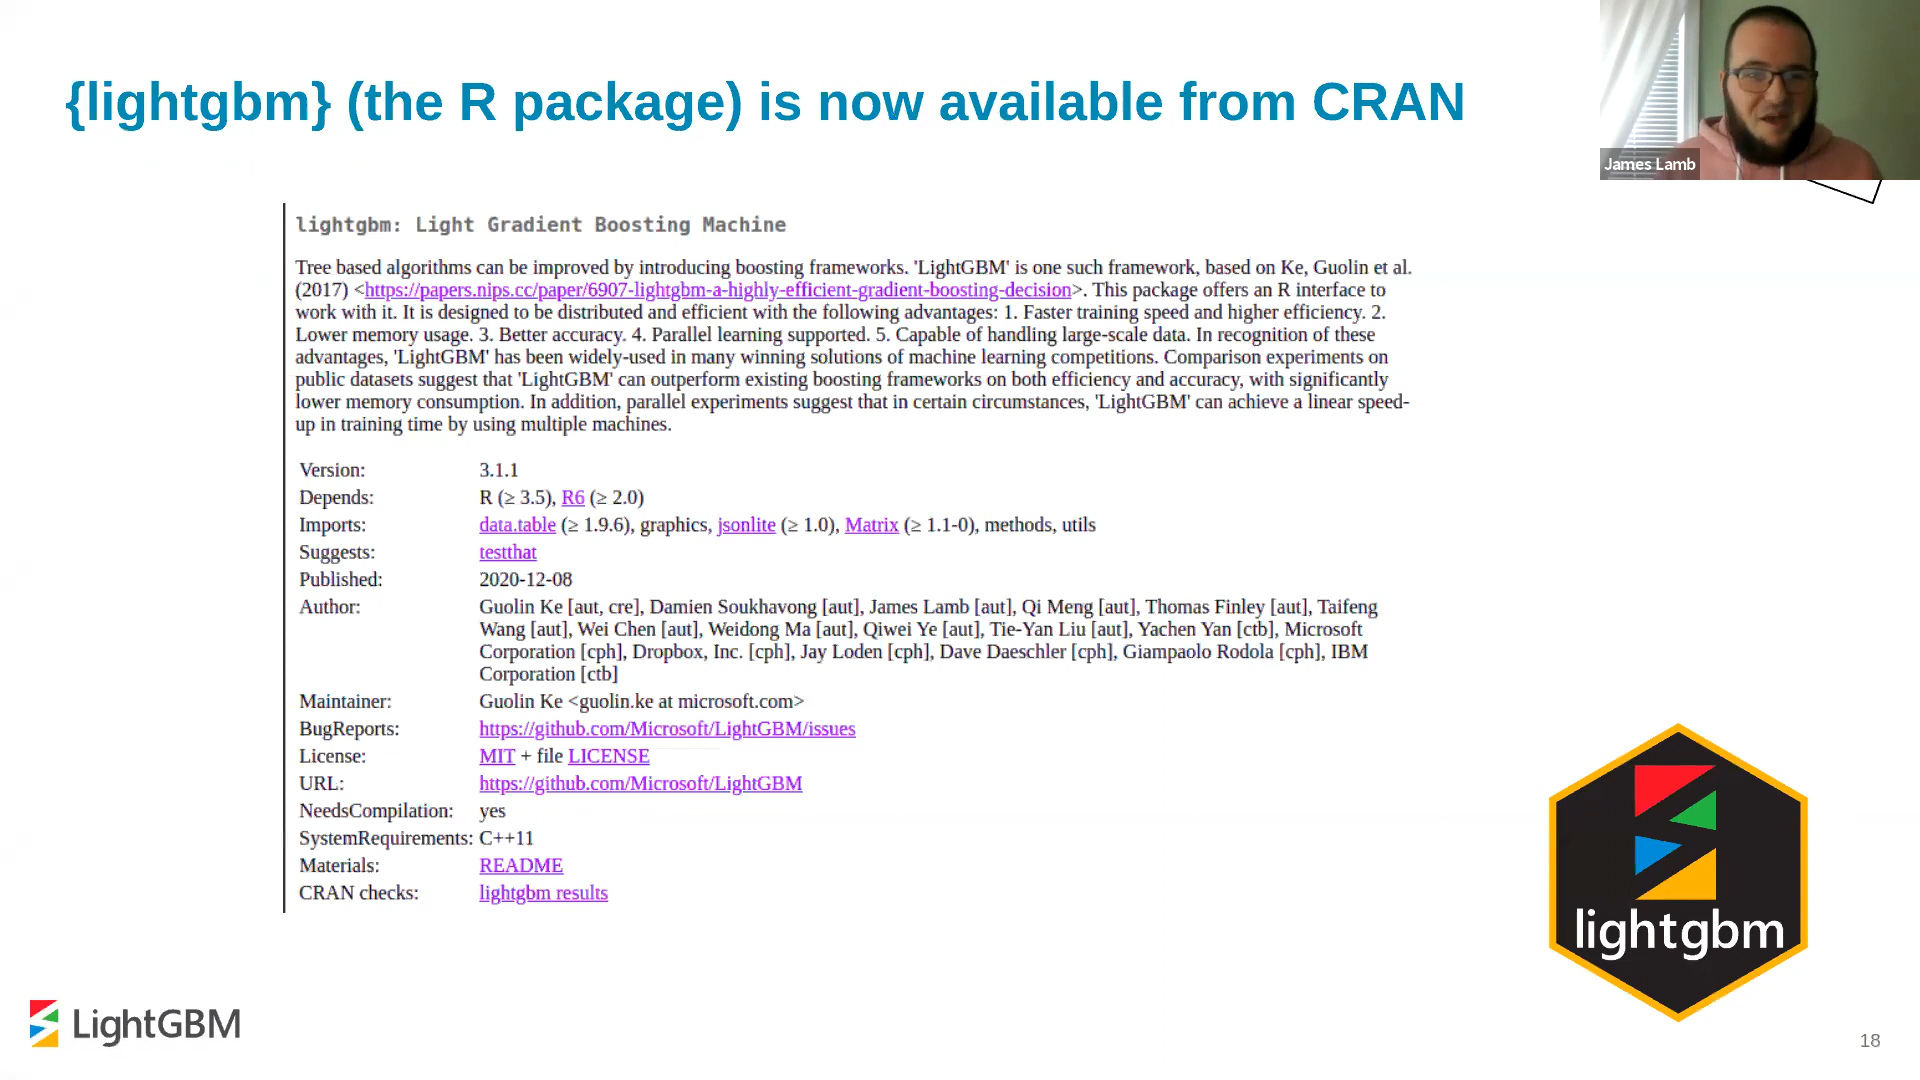 {lightgbm} (the R package) is now available from CRAN
James Lamb
lightgbm: Light Gradient Boosting Machine
Tree based algorithms can be improved by introducing boosting frameworks. 'LightGBM' is one such framework, based on Ke, Guolin et al.
(2017) <https://papers.nips.cc/paper/6907-lightgbm-a-highly-efficient-gradient-boosting-decision>. This package offers an R interface to
work with it. It is designed to be distributed and efficient with the following advantages: 1. Faster training speed and higher efficiency. 2.
Lower memory usage. 3. Better accuracy. 4. Parallel learning supported. 5. Capable of handling large-scale data. In recognition of these
advantages, 'LightGBM' has been widely-used in many winning solutions of machine learning competitions. Comparison experiments on
public datasets suggest that 'LightGBM' can outperform existing boosting frameworks on both efficiency and accuracy, with significantly
lower memory consumption. In addition, parallel experiments suggest that in certain circumstances, 'LightGBM' can achieve a linear speed-
up in training time by using multiple machines.
Version: 3.1.1
Depends: R (≥ 3.5), R6 (≥ 2.0)
Imports: data.table (≥ 1.9.6), graphics, jsonlite (≥ 1.0), Matrix (≥ 1.1-0), methods, utils
Suggests: testthat
Published: 2020-12-08
Author: Guolin Ke [aut, cre], Damien Soukhavong [aut], James Lamb [aut], Qi Meng [aut], Thomas Finley [aut], Taifeng
Wang [aut], Wei Chen [aut], Weidong Ma [aut], Qiwei Ye [aut], Tie-Yan Liu [aut], Yachen Yan [ctb], Microsoft
Corporation [cph], Dropbox, Inc. [cph], Jay Loden [cph], Dave Daeschler [cph], Giampaolo Rodola [cph], IBM
Corporation [ctb]
Maintainer: Guolin Ke <guolin.ke at microsoft.com>
BugReports: https://github.com/Microsoft/LightGBM/issues
License: MIT + file LICENSE
URL: https://github.com/Microsoft/LightGBM
NeedsCompilation: yes
SystemRequirements: C++11
Materials: README
CRAN checks: lightgbm results
lightgbm
LightGBM
18